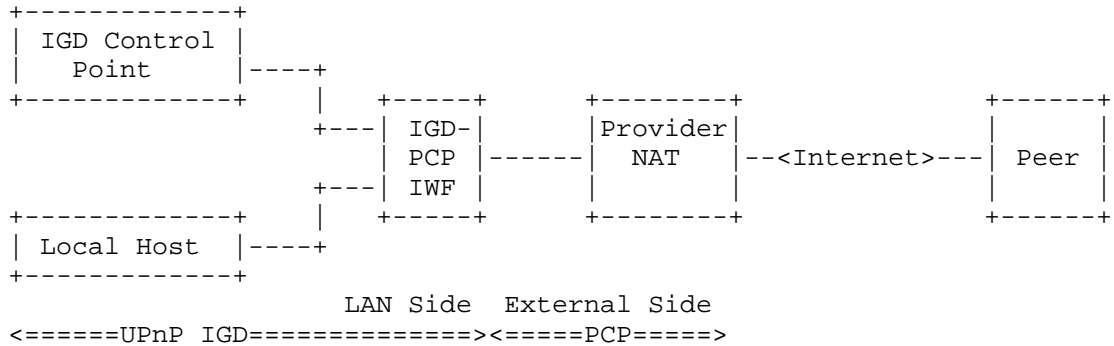 +-------------+
| IGD Control |
|   Point     |----+
+-------------+    |   +-----+       +--------+               +------+
                   +---| IGD-|       |Provider|               |      |
                       | PCP |-------|  NAT   |--<Internet>---| Peer |
                   +---| IWF |       |        |               |      |
+-------------+    |   +-----+       +--------+               +------+
| Local Host  |----+
+-------------+
                     LAN Side  External Side
<======UPnP IGD==============><=====PCP=====>